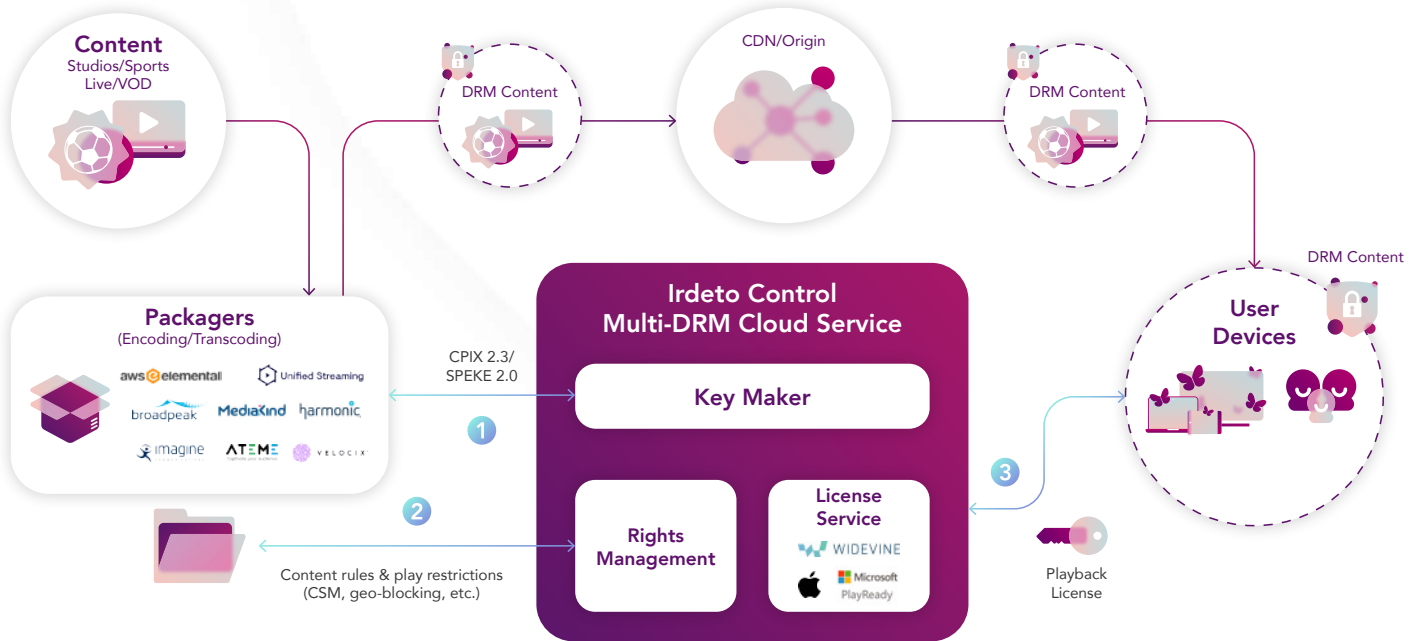 Content
Studios/Sports
Live/VOD
DRM Content
CDN/Origin
DRM Content
DRM Content
User
Devices
Packagers
(Encoding/Transcoding)
aws elemental
Unified Streaming
broadpeak
MediaKind
harmonic
imagine
ATEME
VELOCIX
CPIX 2.3/
SPEKE 2.0
1
Irdeto Control
Multi-DRM Cloud Service
Key Maker
2
Content rules & play restrictions
(CSM, geo-blocking, etc.)
Rights
Management
License
Service
WIDEVINE
Microsoft
PlayReady
3
Playback
License